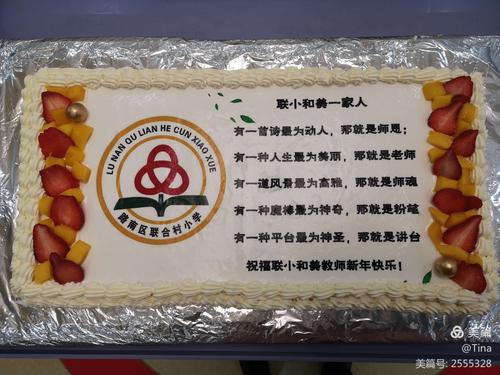 LU NAN QU LIAN HE CUN XIAO XUE
路南区联合村小学
联小和美一家人
有一首诗最为动人，那就是师恩；
有一种人生最为美丽，那就是老师
有一道风景最为高雅，那就是师魂
有一种魔棒最为神奇，那就是粉笔
有一种平台最为神圣，那就是讲台
祝福联小和美教师新年快乐！
美篇
@Tina
美篇号: 2555328